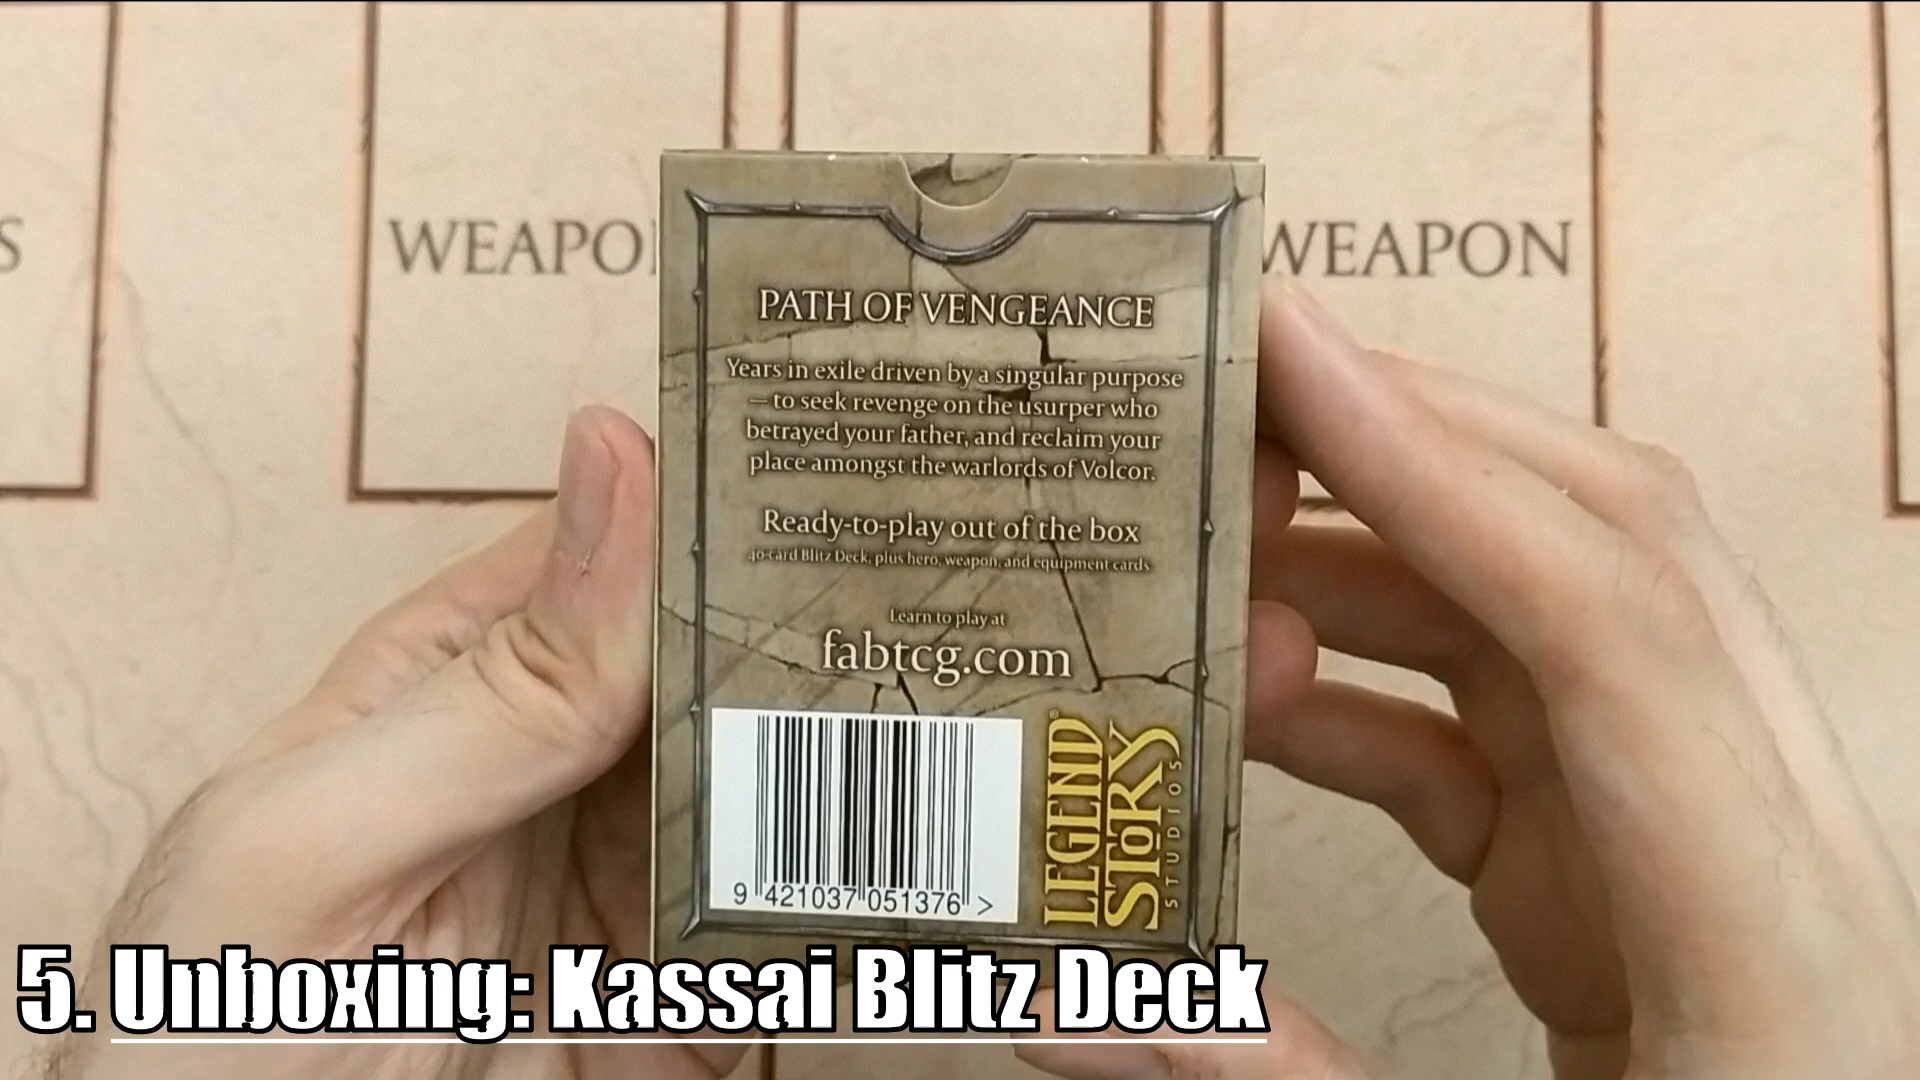 S
WEAPO
WEAPON
PATH OF VENGEANCE
Years in exile driven by a singular purpose
— to seek revenge on the usurper who
betrayed your father, and reclaim your
place amongst the warlords of Volcor.
Ready-to-play out of the box
40-card Blitz Deck, plus hero, weapon, and equipment cards
Learn to play at
fabtcg.com
9 421037 051376 >
LEGEND®
STORY
STUDIOS
5. Unboxing: Kassai Blitz Deck